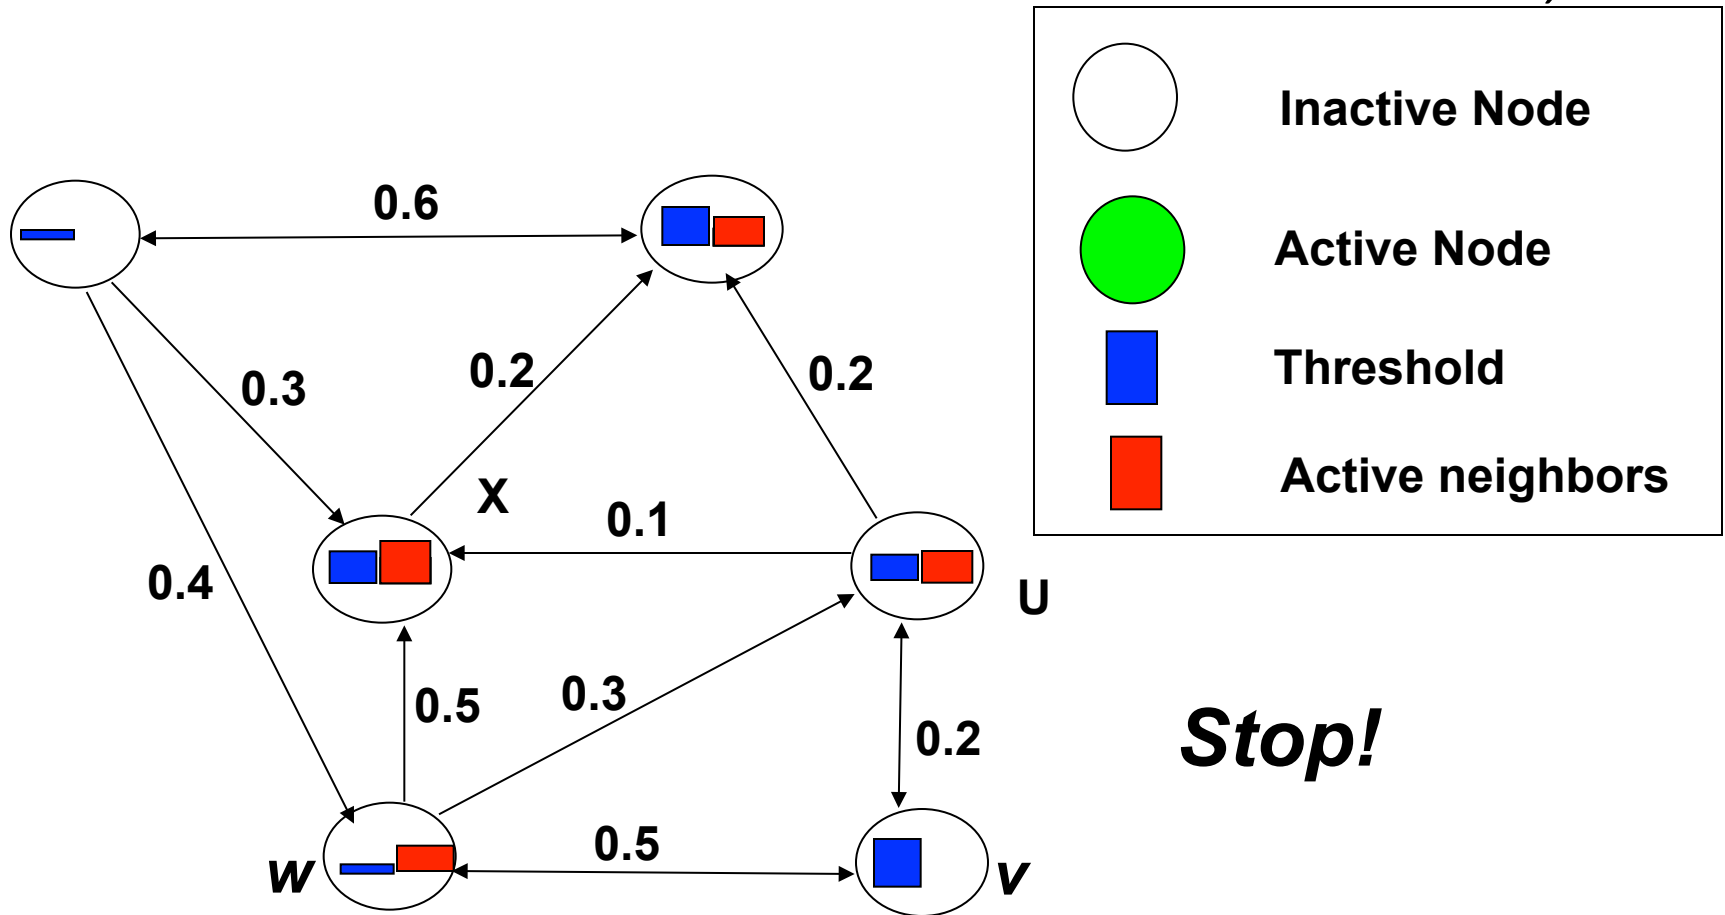 Inactive Node
0.6
Active Node
0.3
0.2
0.2
Threshold
X
0.1
Active neighbors
0.4
U
0.5
0.3
0.2
Stop!
w
0.5
v